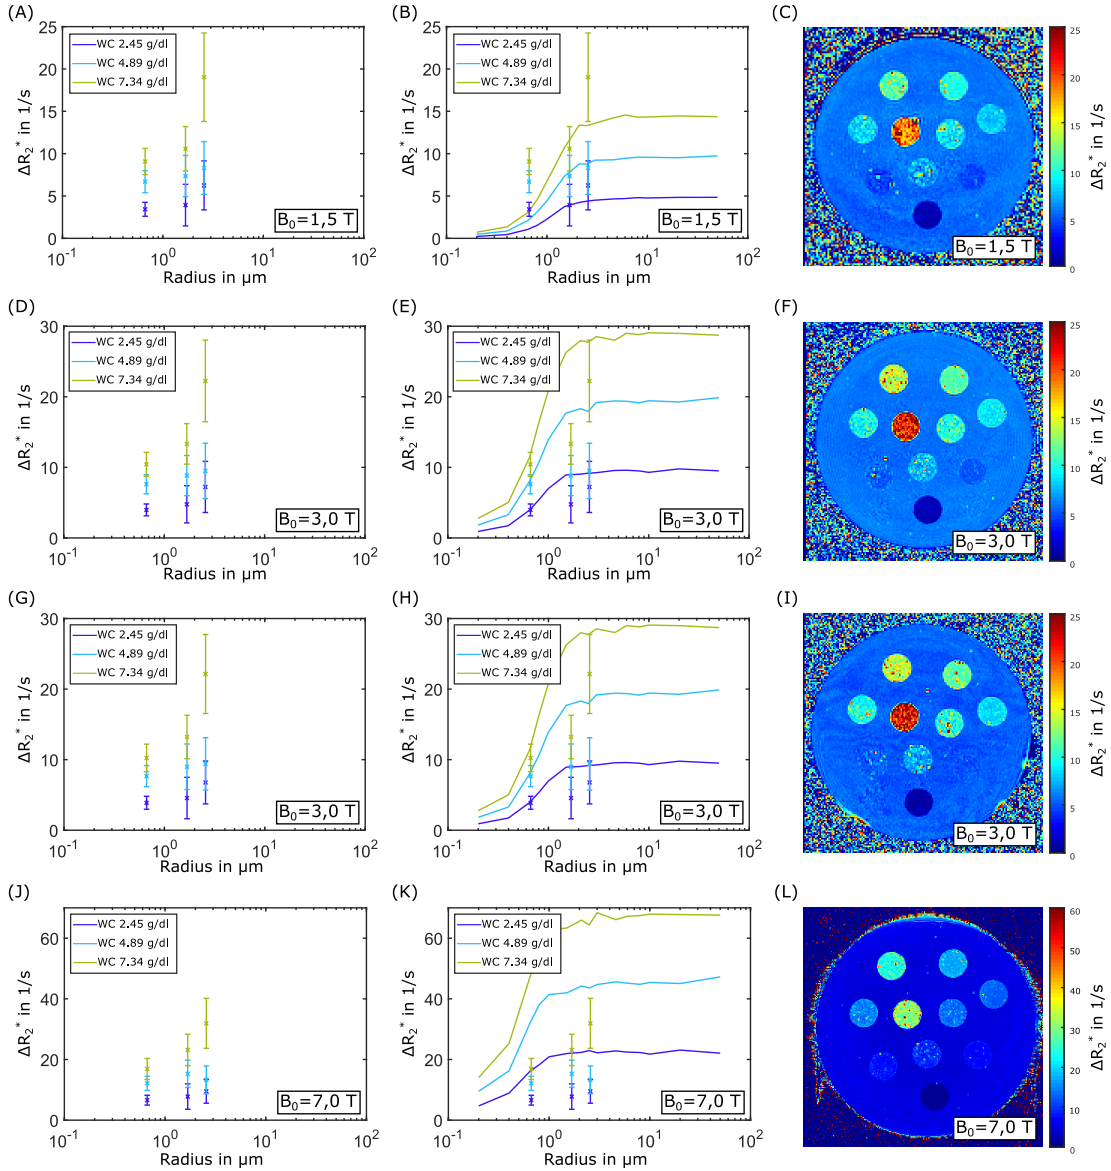 (A)
25
20
15
10
5
0
ΔR2* in 1/s
WC 2.45 g/dl
WC 4.89 g/dl
WC 7.34 g/dl
B0=1,5 T
10-1
100
101
102
Radius in µm
(B)
25
20
15
10
5
0
ΔR2* in 1/s
WC 2.45 g/dl
WC 4.89 g/dl
WC 7.34 g/dl
B0=1,5 T
10-1
100
101
102
Radius in µm
(C)
B0=1,5 T
25
20
15
10
5
0
ΔR2* in 1/s
(D)
30
20
10
0
ΔR2* in 1/s
WC 2.45 g/dl
WC 4.89 g/dl
WC 7.34 g/dl
B0=3,0 T
10-1
100
101
102
Radius in µm
(E)
30
20
10
0
ΔR2* in 1/s
WC 2.45 g/dl
WC 4.89 g/dl
WC 7.34 g/dl
B0=3,0 T
10-1
100
101
102
Radius in µm
(F)
B0=3,0 T
25
20
15
10
5
0
ΔR2* in 1/s
(G)
30
20
10
0
ΔR2* in 1/s
WC 2.45 g/dl
WC 4.89 g/dl
WC 7.34 g/dl
B0=3,0 T
10-1
100
101
102
Radius in µm
(H)
30
20
10
0
ΔR2* in 1/s
WC 2.45 g/dl
WC 4.89 g/dl
WC 7.34 g/dl
B0=3,0 T
10-1
100
101
102
Radius in µm
(I)
B0=3,0 T
25
20
15
10
5
0
ΔR2* in 1/s
(J)
60
40
20
0
ΔR2* in 1/s
WC 2.45 g/dl
WC 4.89 g/dl
WC 7.34 g/dl
B0=7,0 T
10-1
100
101
102
Radius in µm
(K)
60
40
20
0
ΔR2* in 1/s
WC 2.45 g/dl
WC 4.89 g/dl
WC 7.34 g/dl
B0=7,0 T
10-1
100
101
102
Radius in µm
(L)
B0=7,0 T
60
50
40
30
20
10
0
ΔR2* in 1/s